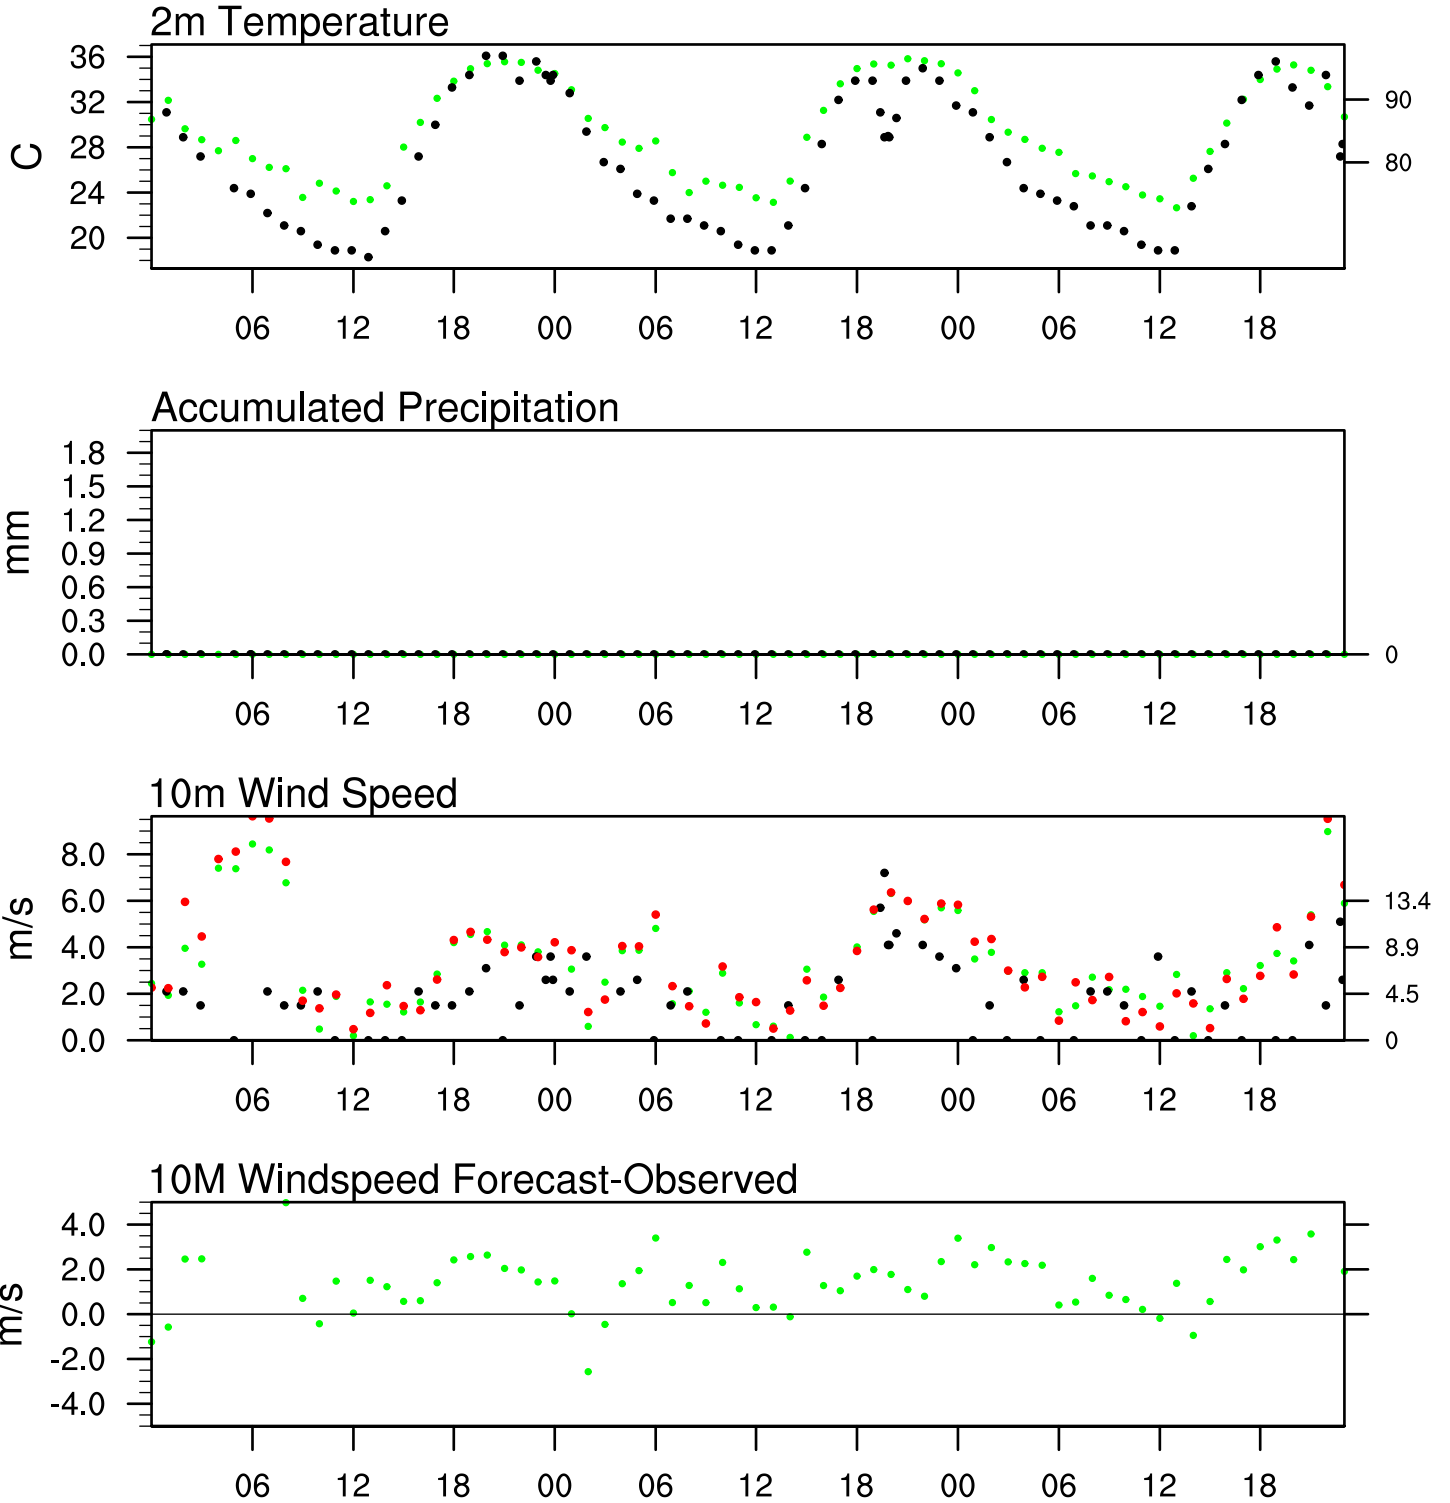 2m Temperature
36
32
28
24
20
C
90
80
06 12 18 00 06 12 18 00 06 12 18
Accumulated Precipitation
1.8
1.5
1.2
0.9
0.6
0.3
0.0
mm
0
06 12 18 00 06 12 18 00 06 12 18
10m Wind Speed
8.0
6.0
4.0
2.0
0.0
m/s
13.4
8.9
4.5
0
06 12 18 00 06 12 18 00 06 12 18
10M Windspeed Forecast-Observed
4.0
2.0
0.0
-2.0
-4.0
m/s
06 12 18 00 06 12 18 00 06 12 18